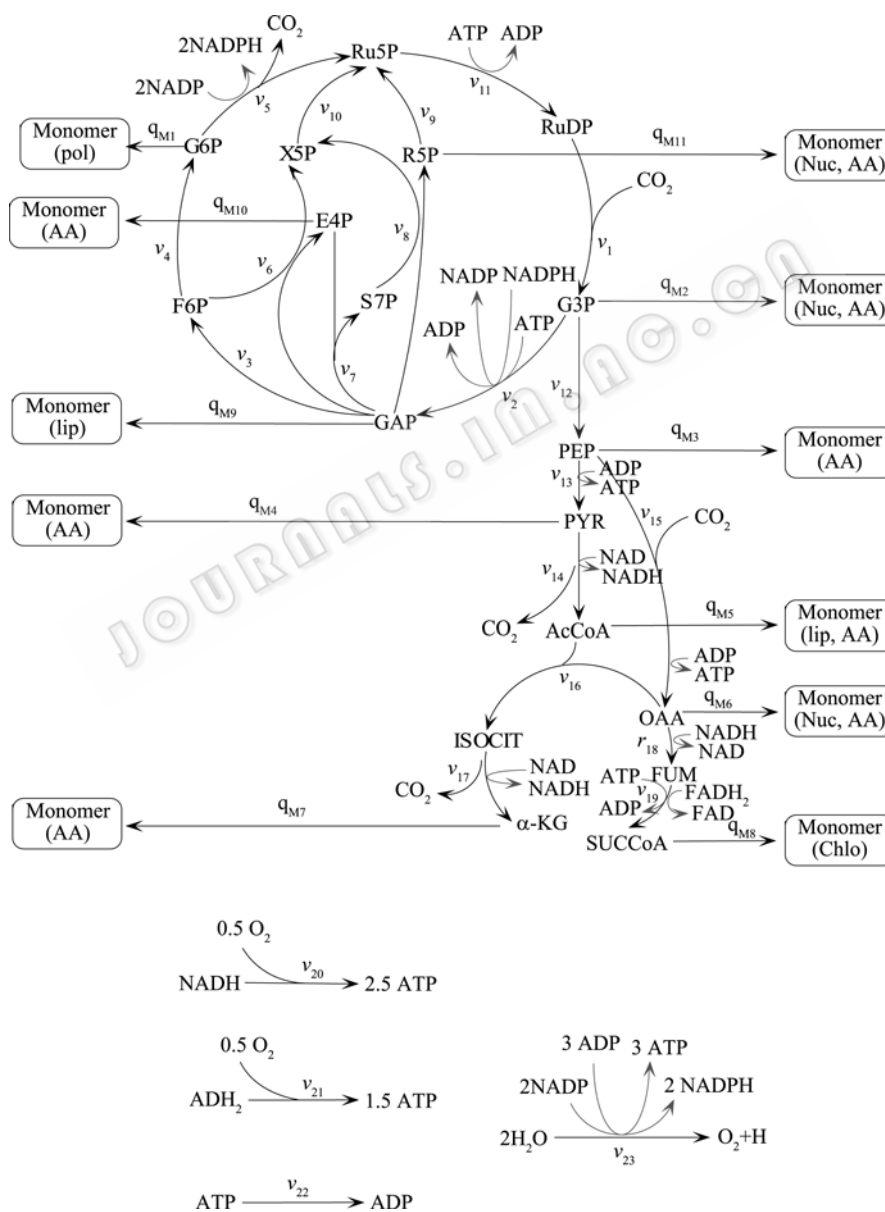 CO2
2NADPH
Ru5P
ATP ADP
2NADP
v5
v10
v9
v11
Monomer
(pol)
qM1
G6P
X5P
R5P
RuDP
qM11
Monomer
(Nuc, AA)
CO2
Monomer
(AA)
qM10
E4P
v4
v6
v8
v1
F6P
S7P
NADP NADPH
G3P
qM2
Monomer
(Nuc, AA)
ADP
ATP
v3
v7
v2
v12
Monomer
(lip)
qM9
GAP
PEP
qM3
Monomer
(AA)
v13
ADP
ATP
Monomer
(AA)
qM4
PYR
v15
CO2
v14
NAD
NADH
CO2
AcCoA
qM5
Monomer
(lip, AA)
v16
ADP
ATP
OAA
qM6
Monomer
(Nuc, AA)
ISOCIT
r18
NADH
NAD
v17
CO2
NAD
NADH
ATP
FUM
v19
FADH2
ADP
FAD
Monomer
(AA)
qM7
α-KG
SUCCoA
qM8
Monomer
(Chlo)
0.5 O2
NADH
v20
2.5 ATP
0.5 O2
ADH2
v21
1.5 ATP
3 ADP 3 ATP
2NADP 2 NADPH
2H2O
v23
O2+H
ATP
v22
ADP
JOURNALS.IM.AC.CN